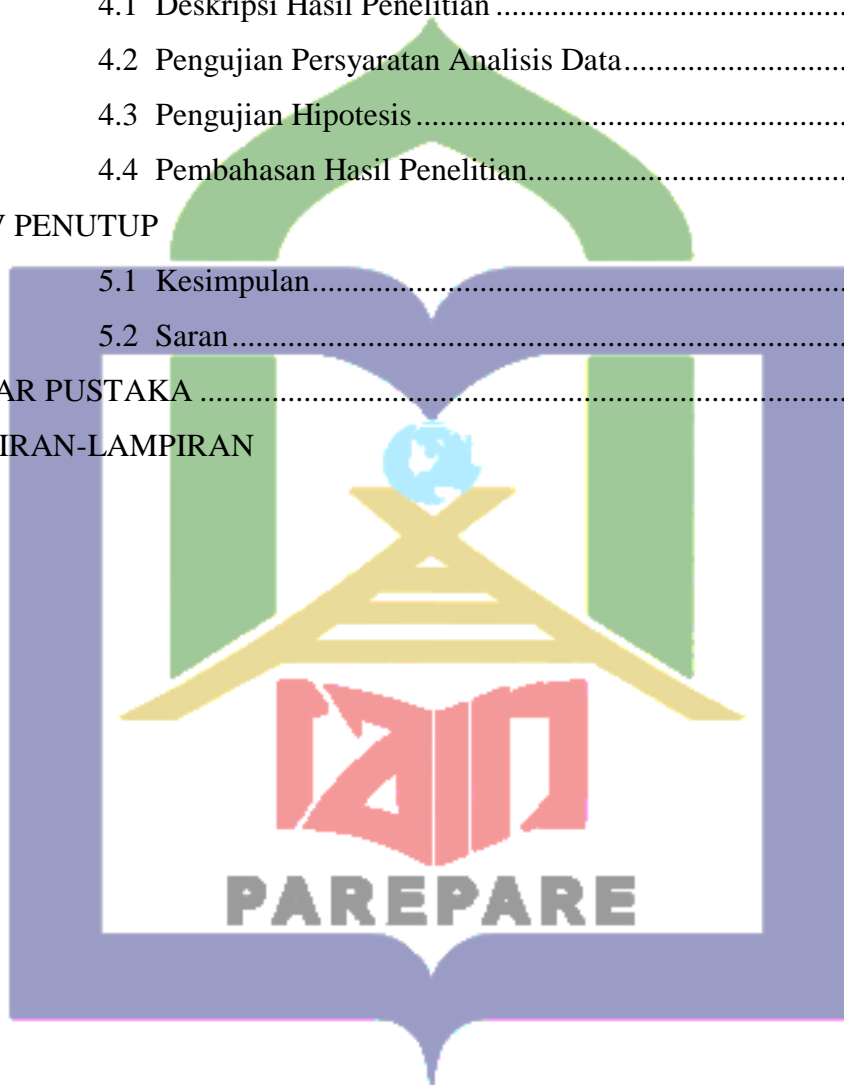 4.1 Deskripsi Hasil Penelitian ........................................
4.2 Pengujian Persyaratan Analisis Data........................
4.3 Pengujian Hipotesis ..................................................
4.4 Pembahasan Hasil Penelitian....................................
PENUTUP
5.1 Kesimpulan...............................................................
5.2 Saran.........................................................................
AR PUSTAKA ..............................................................................
IRAN-LAMPIRAN
iain
PAREPARE